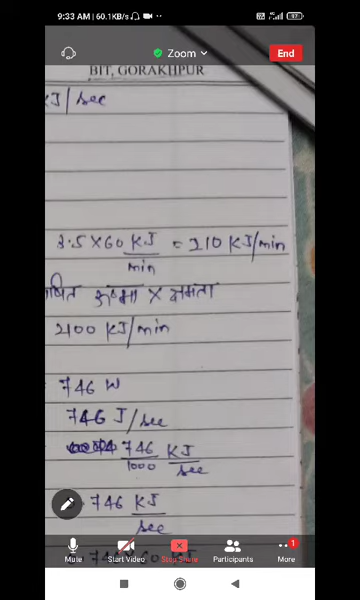 9:33 AM | 60.1KB/s
97
Zoom
End
BIT, GORAKHPUR
KJ/sec
3.5 × 60 KJ/min = 210 KJ/min
ऊष्मा × क्षमता
2100 KJ/min
746 W
746 J/sec
746/1000 KJ/sec
746 KJ/sec
Mute
Start Video
Stop Share
Participants
More
1